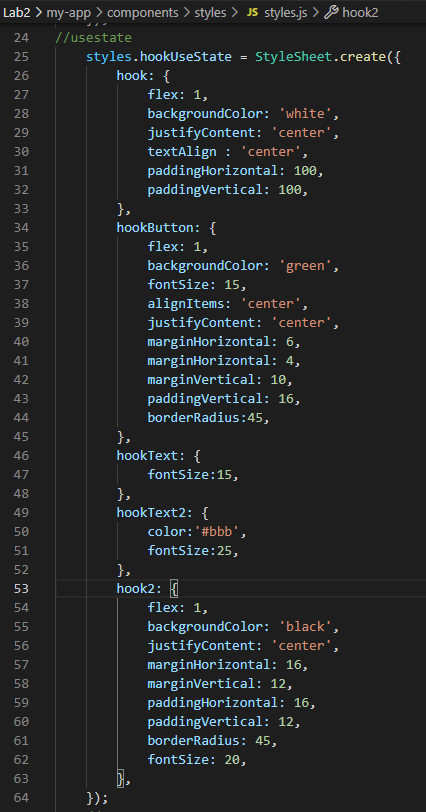 Lab2 > my-app > components > styles > JS styles.js > hook2
24 //usestate
25     styles.hookUseState = StyleSheet.create({
26         hook: {
27             flex: 1,
28             backgroundColor: 'white',
29             justifyContent: 'center',
30             textAlign : 'center',
31             paddingHorizontal: 100,
32             paddingVertical: 100,
33         },
34         hookButton: {
35             flex: 1,
36             backgroundColor: 'green',
37             fontSize: 15,
38             alignItems: 'center',
39             justifyContent: 'center',
40             marginHorizontal: 6,
41             marginHorizontal: 4,
42             marginVertical: 10,
43             paddingVertical: 16,
44             borderRadius:45,
45         },
46         hookText: {
47             fontSize:15,
48         },
49         hookText2: {
50             color:'#bbb',
51             fontSize:25,
52         },
53         hook2: {
54             flex: 1,
55             backgroundColor: 'black',
56             justifyContent: 'center',
57             marginHorizontal: 16,
58             marginVertical: 12,
59             paddingHorizontal: 16,
60             paddingVertical: 12,
61             borderRadius: 45,
62             fontSize: 20,
63         },
64     });